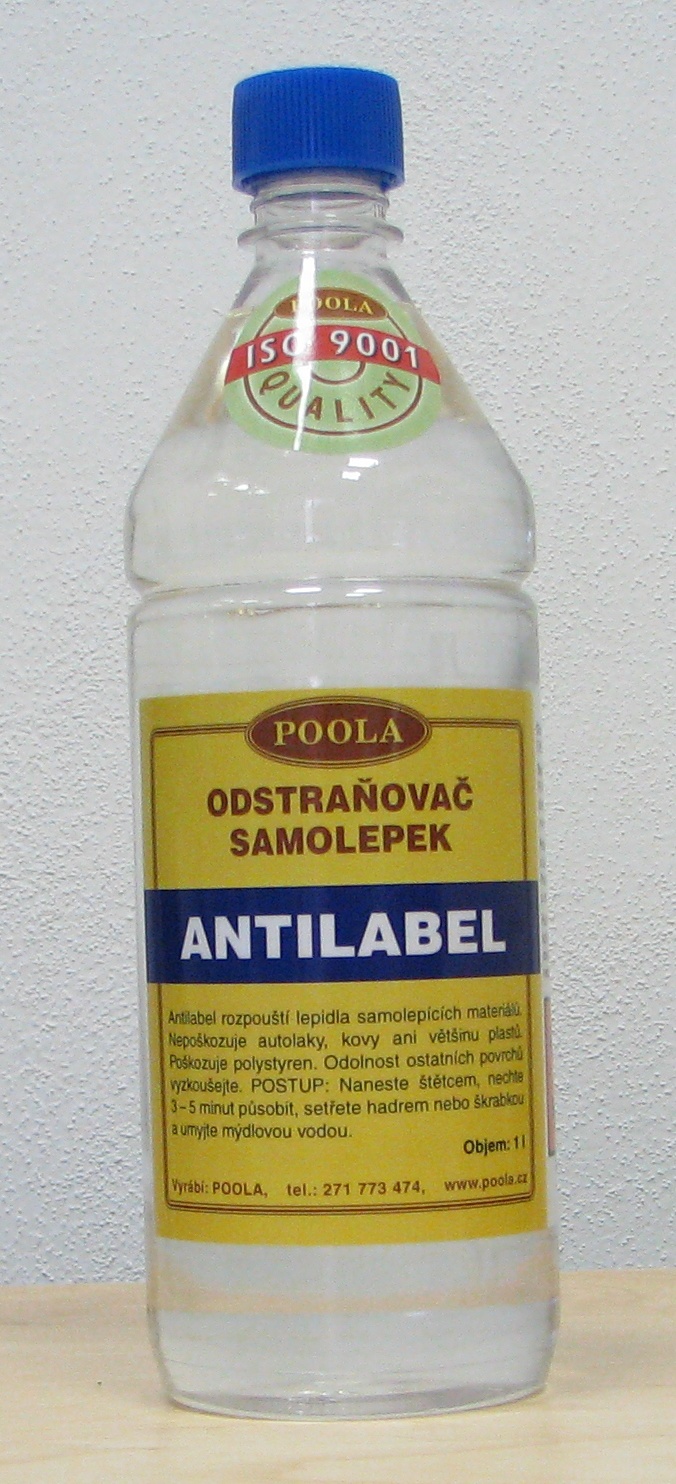 POOLA
ISO 9001
QUALITY
POOLA
ODSTRAŇOVAČ
SAMOLEPEK
ANTILABEL
Antilabel rozpouští lepidla samolepících materiálů.
Nepoškozuje autolaky, kovy ani většinu plastů.
Poškozuje polystyren. Odolnost ostatních povrchů
vyzkoušejte. POSTUP: Naneste štětcem, nechte
3–5 minut působit, setřete hadrem nebo škrabkou
a umyjte mýdlovou vodou.
Objem: 1 l
Vyrábí: POOLA, tel.: 271 773 474, www.poola.cz